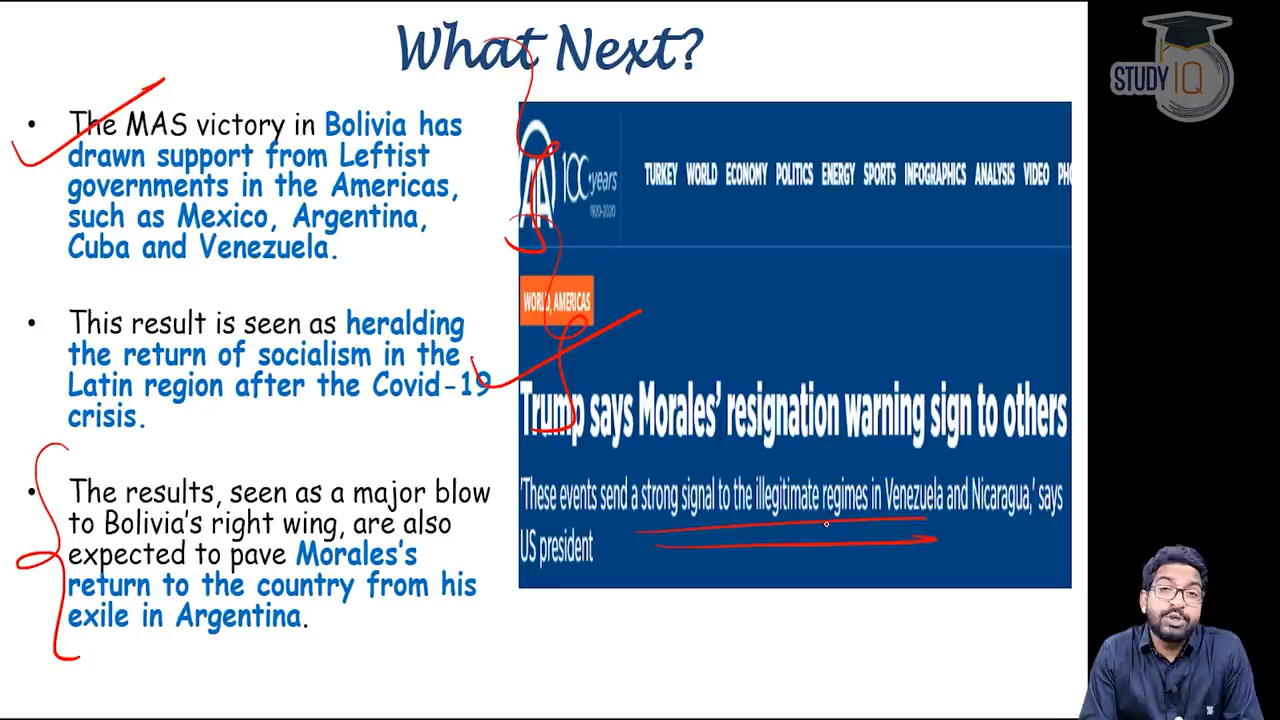 What Next?
STUDY IQ
• The MAS victory in Bolivia has
drawn support from Leftist
governments in the Americas,
such as Mexico, Argentina,
Cuba and Venezuela.
• This result is seen as heralding
the return of socialism in the
Latin region after the Covid-19
crisis.
• The results, seen as a major blow
to Bolivia's right wing, are also
expected to pave Morales's
return to the country from his
exile in Argentina.
AA 100 years
1920-2020
TURKEY WORLD ECONOMY POLITICS ENERGY SPORTS INFOGRAPHICS ANALYSIS VIDEO
WORLD, AMERICAS
Trump says Morales' resignation warning sign to others
'These events send a strong signal to the illegitimate regimes in Venezuela and Nicaragua,' says
US president